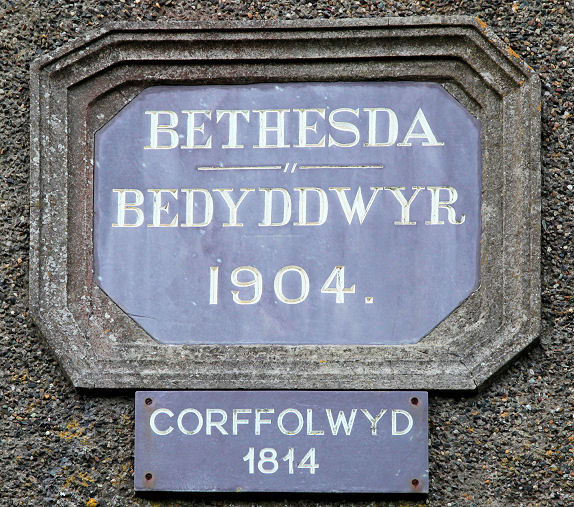 BETHESDA
BEDYDDWYR
1904.
CORFFOLWYD
1814